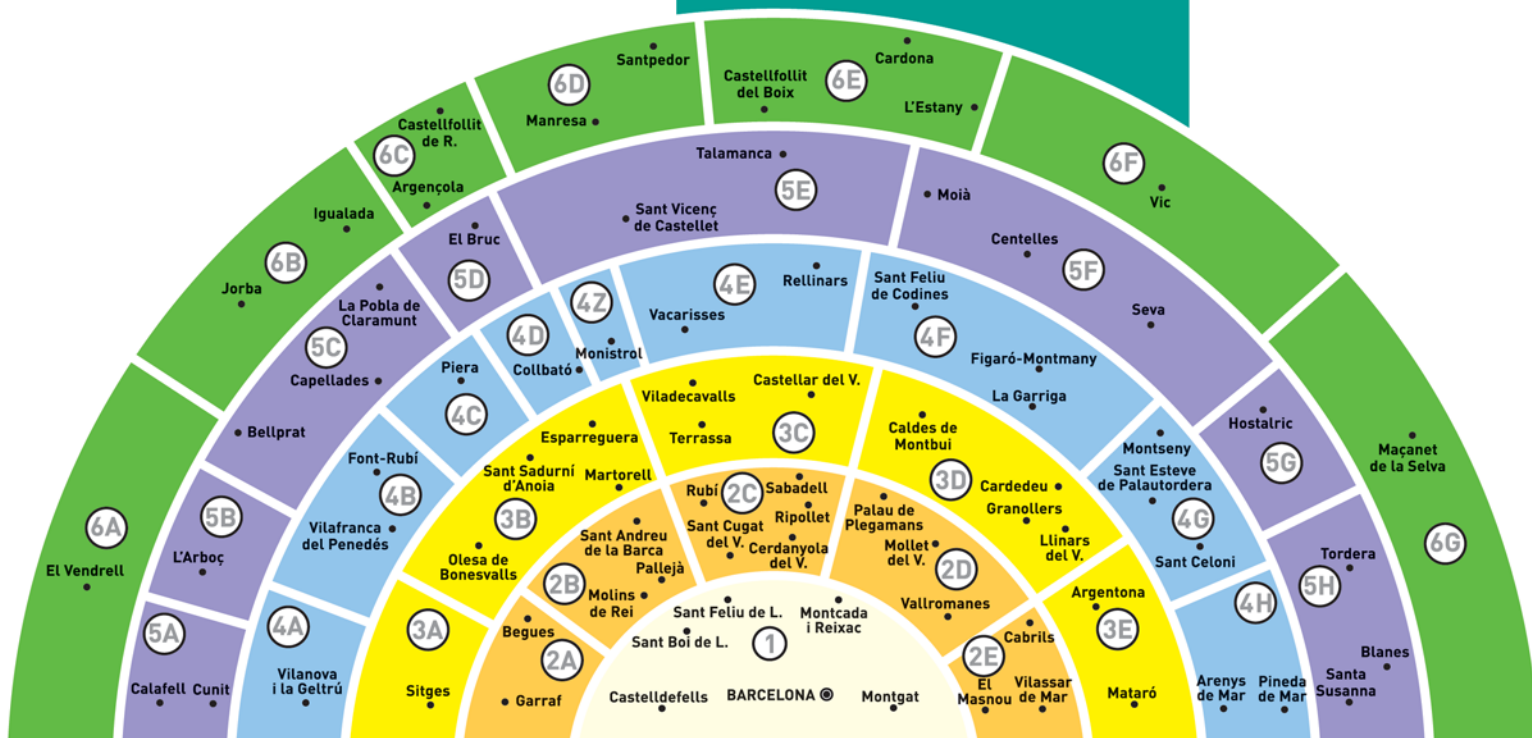 Santpedor
6D
Manresa
Castellfollit
del Boix
6E
Cardona
L'Estany
6F
Vic
Castellfollit
de R.
6C
Argençola
Igualada
6B
Jorba
6A
El Vendrell
Maçanet
de la Selva
6G
Talamanca
5E
Sant Vicenç
de Castellet
Moià
Centelles
5F
Seva
El Bruc
5D
La Pobla de
Claramunt
5C
Capellades
Bellprat
5B
L'Arboç
5A
Calafell
Cunit
Hostalric
5G
Tordera
5H
Blanes
Santa
Susanna
4Z
Monistrol
4E
Rellinars
Vacarisses
Sant Feliu
de Codines
4F
Figaró-Montmany
La Garriga
4D
Collbató
Piera
4C
Font-Rubí
4B
Vilafranca
del Penedés
4A
Vilanova
i la Geltrú
Montseny
Sant Esteve
de Palautordera
4G
Sant Celoni
4H
Arenys
de Mar
Pineda
de Mar
Viladecavalls
Castellar del V.
Terrassa
3C
Caldes de
Montbui
3D
Cardedeu
Granollers
Llinars
del V.
Esparreguera
Sant Sadurní
d'Anoia
Martorell
3B
Olesa de
Bonesvalls
3A
Sitges
Argentona
3E
Mataró
Rubí
2C
Sabadell
Ripollet
Sant Cugat
del V.
Cerdanyola
del V.
Palau de
Plegamans
Mollet
del V.
2D
Vallromanes
Sant Andreu
de la Barca
Pallejà
2B
Molins
de Rei
Begues
2A
Garraf
Cabrils
2E
El
Masnou
Vilassar
de Mar
Sant Feliu de L.
Montcada
i Reixac
Sant Boi de L.
1
Castelldefells
BARCELONA
Montgat